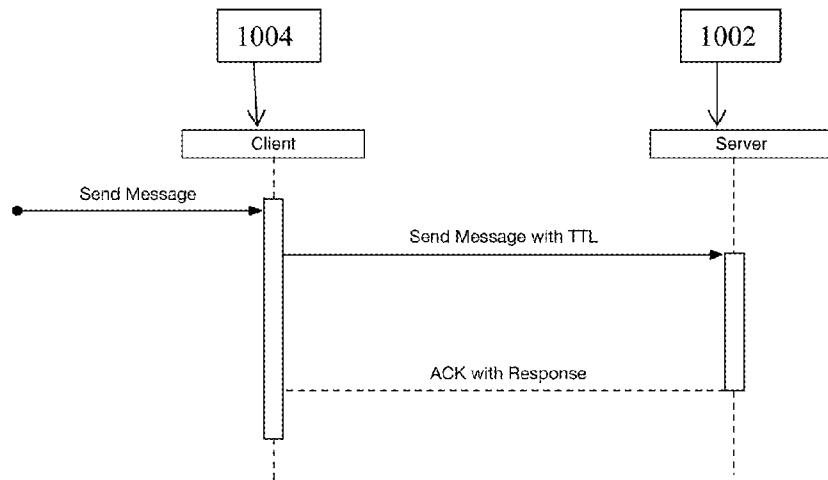 1004
1002
Client
Server
Send Message
Send Message with TTL
ACK with Response